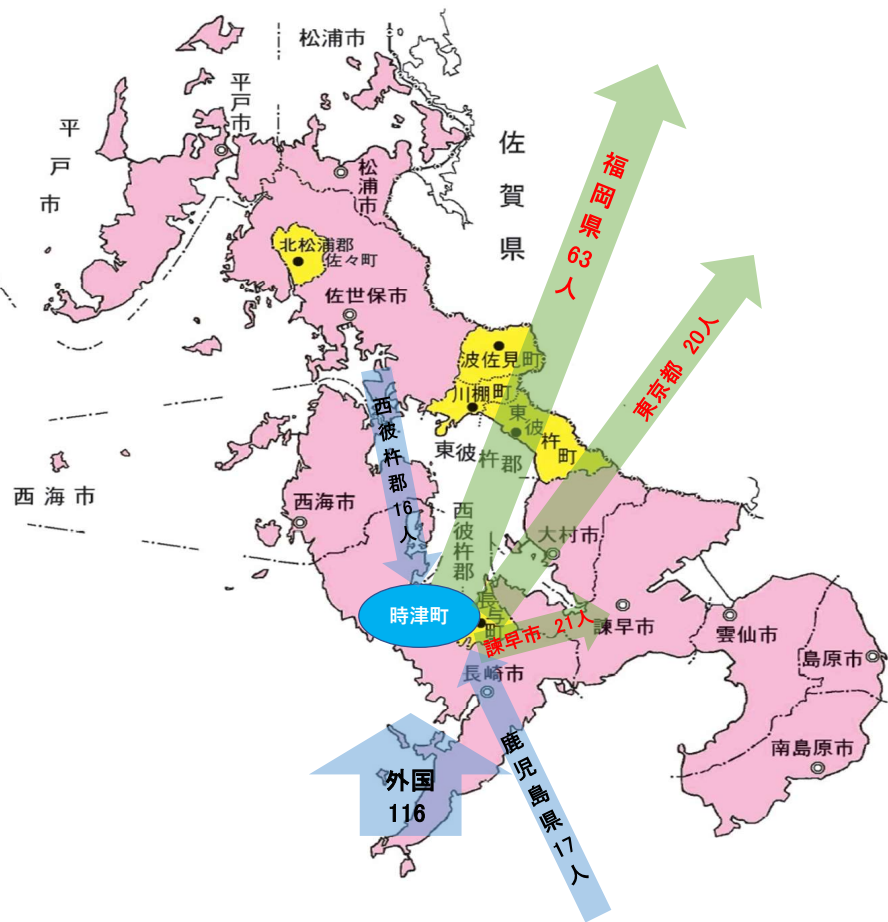 松浦市
平戸市
平戸市
佐賀県
松浦市
北松浦郡
佐々町
佐世保市
福岡県 63人
東京都 20人
波佐見町
川棚町
東彼杵町
東彼杵郡
西彼杵郡 16人
西海市
西海市
西彼杵郡
大村市
時津町
長与町
諫早市 21人
諫早市
雲仙市
島原市
長崎市
南島原市
鹿児島県 17人
外国
116